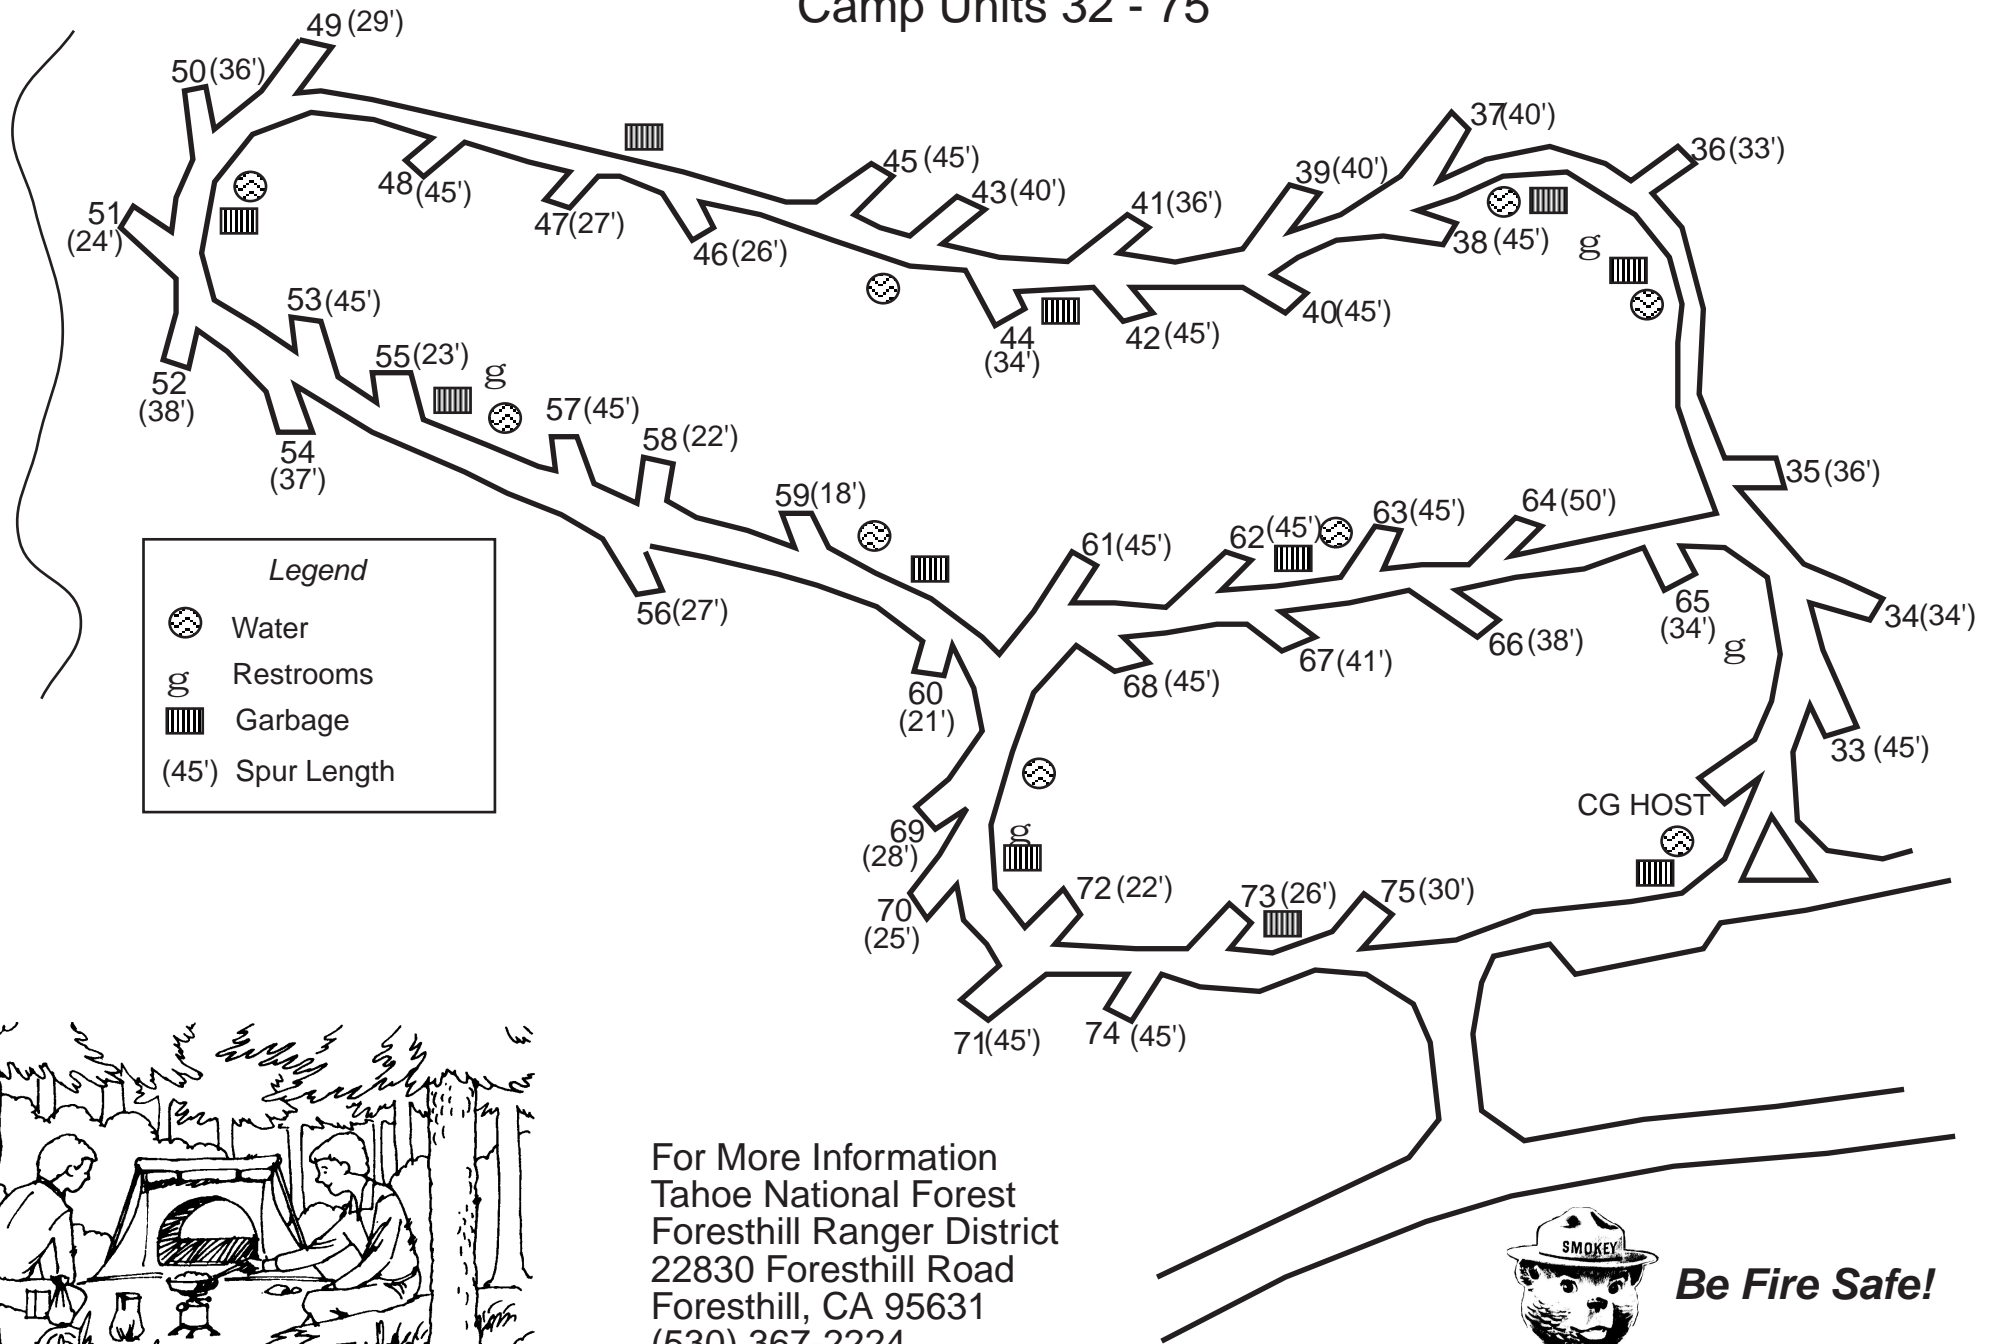 Camp Units 32 - 75
49 (29')
50 (36')
51
(24')
52
(38')
53 (45')
54
(37')
55 (23')
g
48 (45')
47 (27')
46 (26')
45 (45')
43 (40')
41 (36')
39 (40')
37 (40')
36 (33')
38 (45')
g
40 (45')
42 (45')
44
(34')
57 (45')
58 (22')
59 (18')
56 (27')
60
(21')
61 (45')
62 (45')
63 (45')
64 (50')
35 (36')
34 (34')
65
(34')
g
66 (38')
67 (41')
68 (45')
33 (45')
CG HOST
69
(28')
g
70
(25')
72 (22')
73 (26')
75 (30')
71 (45')
74 (45')
Legend
Water
g Restrooms
Garbage
(45') Spur Length
For More Information
Tahoe National Forest
Foresthill Ranger District
22830 Foresthill Road
Foresthill, CA 95631
(530) 367-2224
SMOKEY
Be Fire Safe!